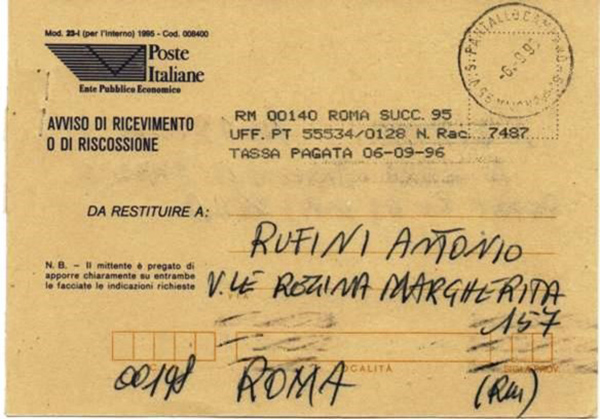 Mod. 23-I (per l'interno) 1995 - Cod. 008400
Poste
Italiane
Ente Pubblico Economico
AVVISO DI RICEVIMENTO
O DI RISCOSSIONE
RM 00140 ROMA SUCC. 95
UFF. PT 55534/0128 N. Rac. 7487
TASSA PAGATA 06-09-96
DA RESTITUIRE A:
RUFINI ANTONIO
V.LE REGINA MARGHERITA
157
N. B. – Il mittente è pregato di
apporre chiaramente su entrambe
le facciate le indicazioni richieste
00198 ROMA (RM)
LOCALITÀ